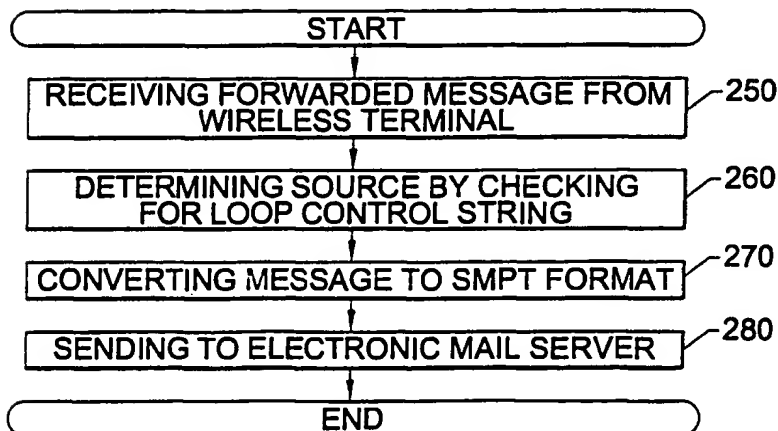 START
RECEIVING FORWARDED MESSAGE FROM
WIRELESS TERMINAL
250
DETERMINING SOURCE BY CHECKING
FOR LOOP CONTROL STRING
260
CONVERTING MESSAGE TO SMPT FORMAT
270
SENDING TO ELECTRONIC MAIL SERVER
280
END